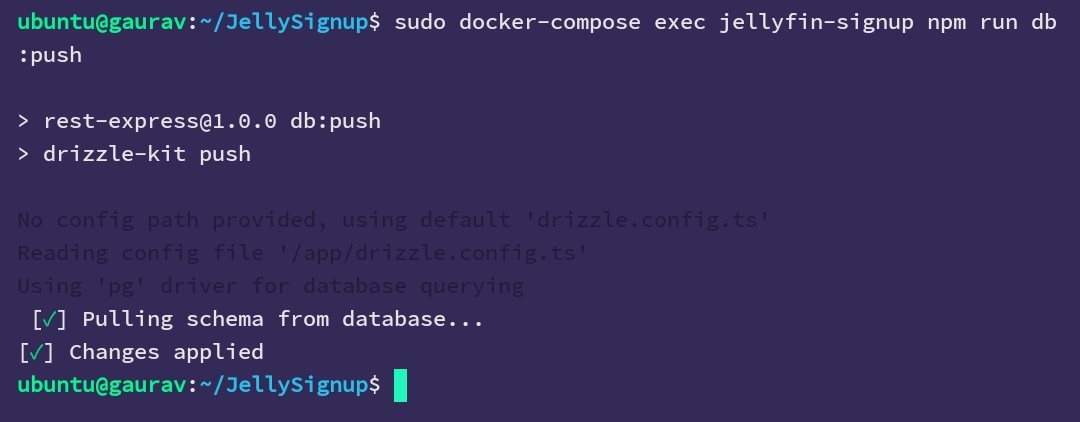 ubuntu@gaurav:~/JellySignup$ sudo docker-compose exec jellyfin-signup npm run db
:push
> rest-express@1.0.0 db:push
> drizzle-kit push
No config path provided, using default 'drizzle.config.ts'
Reading config file '/app/drizzle.config.ts'
Using 'pg' driver for database querying
[✓] Pulling schema from database...
[✓] Changes applied
ubuntu@gaurav:~/JellySignup$